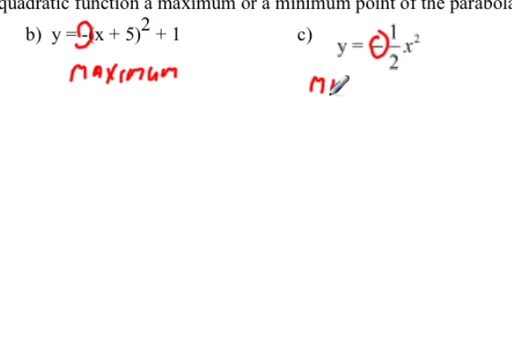 quadratic function a maximum or a minimum point of the parabola
b) y = -(x + 5)² + 1
c) y = -1/2 x²
MAXIMUM